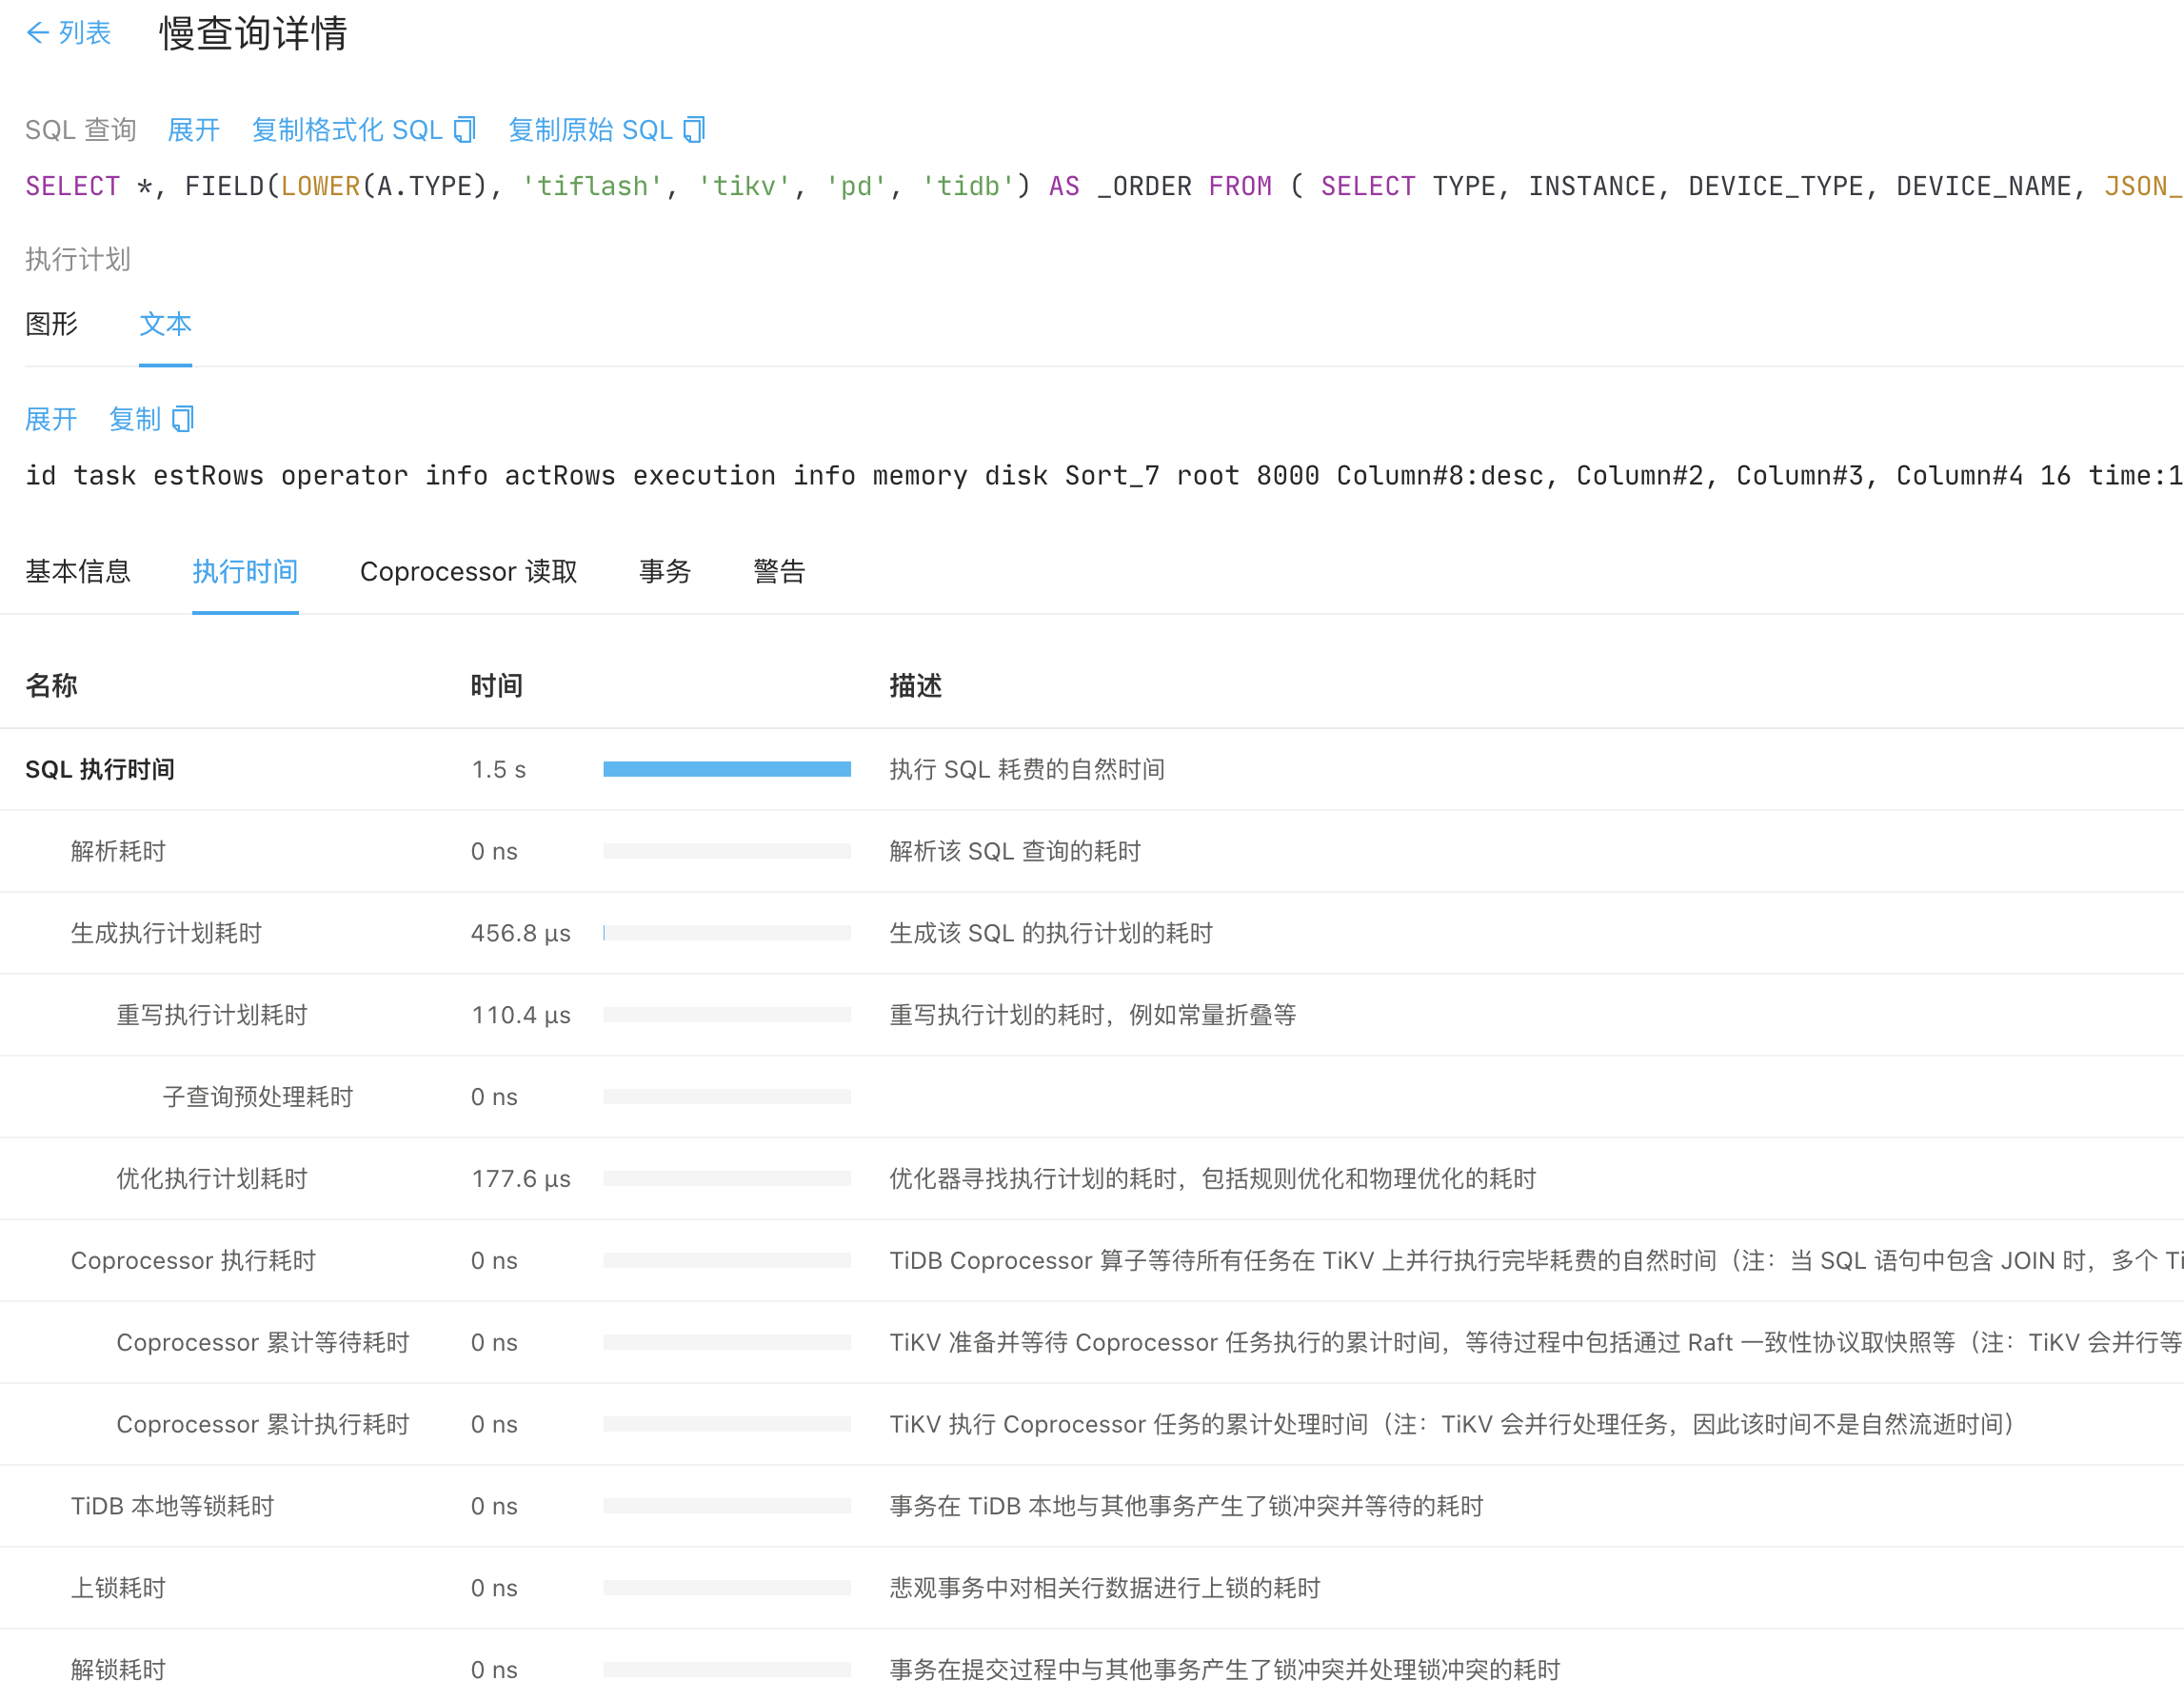 列表 慢查询详情
SQL 查询 展开 复制格式化 SQL 复制原始 SQL
SELECT *, FIELD(LOWER(A.TYPE), 'tiflash', 'tikv', 'pd', 'tidb') AS _ORDER FROM ( SELECT TYPE, INSTANCE, DEVICE_TYPE, DEVICE_NAME, JSON_
执行计划
图形 文本
展开 复制
id task estRows operator info actRows execution info memory disk Sort_7 root 8000 Column#8:desc, Column#2, Column#3, Column#4 16 time:1
基本信息 执行时间 Coprocessor 读取 事务 警告
名称 时间 描述
SQL 执行时间 1.5 s 执行 SQL 耗费的自然时间
解析耗时 0 ns 解析该 SQL 查询的耗时
生成执行计划耗时 456.8 µs 生成该 SQL 的执行计划的耗时
重写执行计划耗时 110.4 µs 重写执行计划的耗时，例如常量折叠等
子查询预处理耗时 0 ns
优化执行计划耗时 177.6 µs 优化器寻找执行计划的耗时，包括规则优化和物理优化的耗时
Coprocessor 执行耗时 0 ns TiDB Coprocessor 算子等待所有任务在 TiKV 上并行执行完毕耗费的自然时间（注：当 SQL 语句中包含 JOIN 时，多个 Ti
Coprocessor 累计等待耗时 0 ns TiKV 准备并等待 Coprocessor 任务执行的累计时间，等待过程中包括通过 Raft 一致性协议取快照等（注：TiKV 会并行等
Coprocessor 累计执行耗时 0 ns TiKV 执行 Coprocessor 任务的累计处理时间（注：TiKV 会并行处理任务，因此该时间不是自然流逝时间）
TiDB 本地等锁耗时 0 ns 事务在 TiDB 本地与其他事务产生了锁冲突并等待的耗时
上锁耗时 0 ns 悲观事务中对相关行数据进行上锁的耗时
解锁耗时 0 ns 事务在提交过程中与其他事务产生了锁冲突并处理锁冲突的耗时